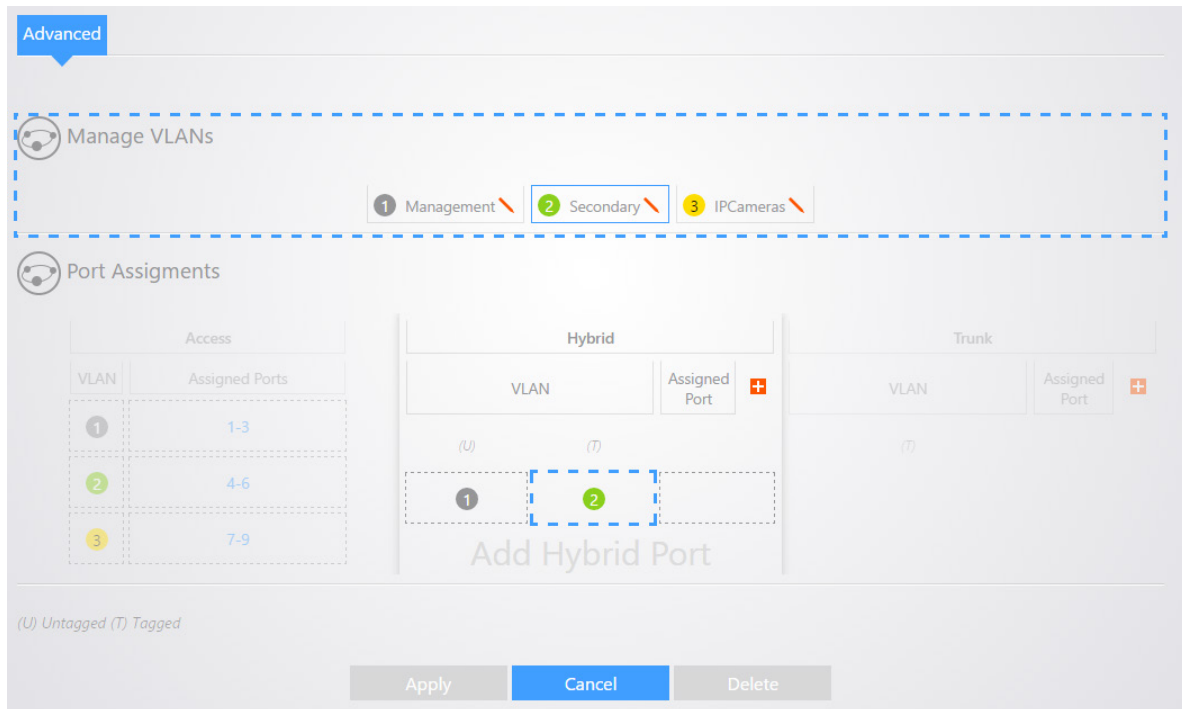 Advanced
Manage VLANs
1 Management 2 Secondary 3 IPCameras
Port Assigments
Access Hybrid Trunk
VLAN Assigned Ports VLAN Assigned Port VLAN Assigned Port
(U) (T) (T)
1 1-3
2 4-6
3 7-9
1 2
Add Hybrid Port
(U) Untagged (T) Tagged
Apply Cancel Delete